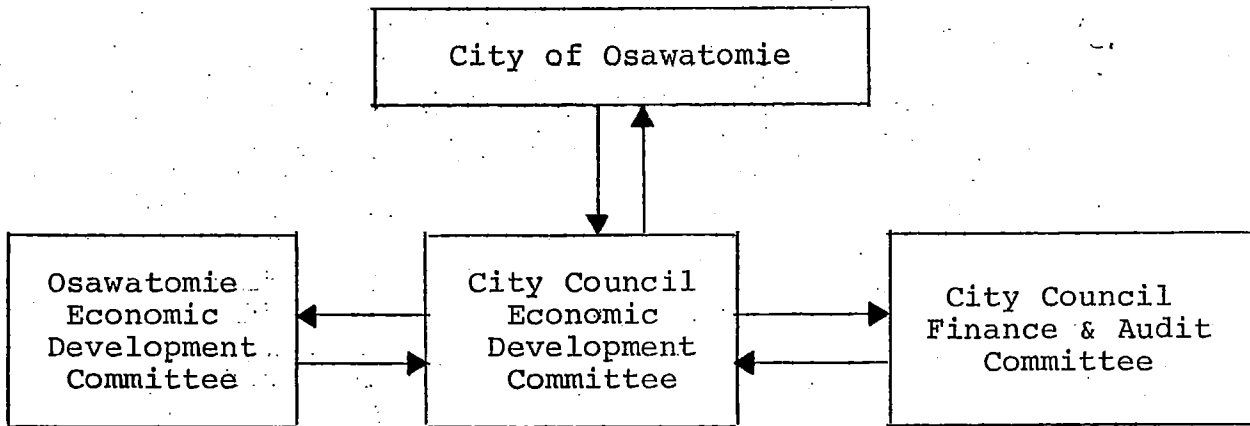 City of Osawatomie
Osawatomie
Economic
Development
Committee
City Council
Economic
Development
Committee
City Council
Finance & Audit
Committee